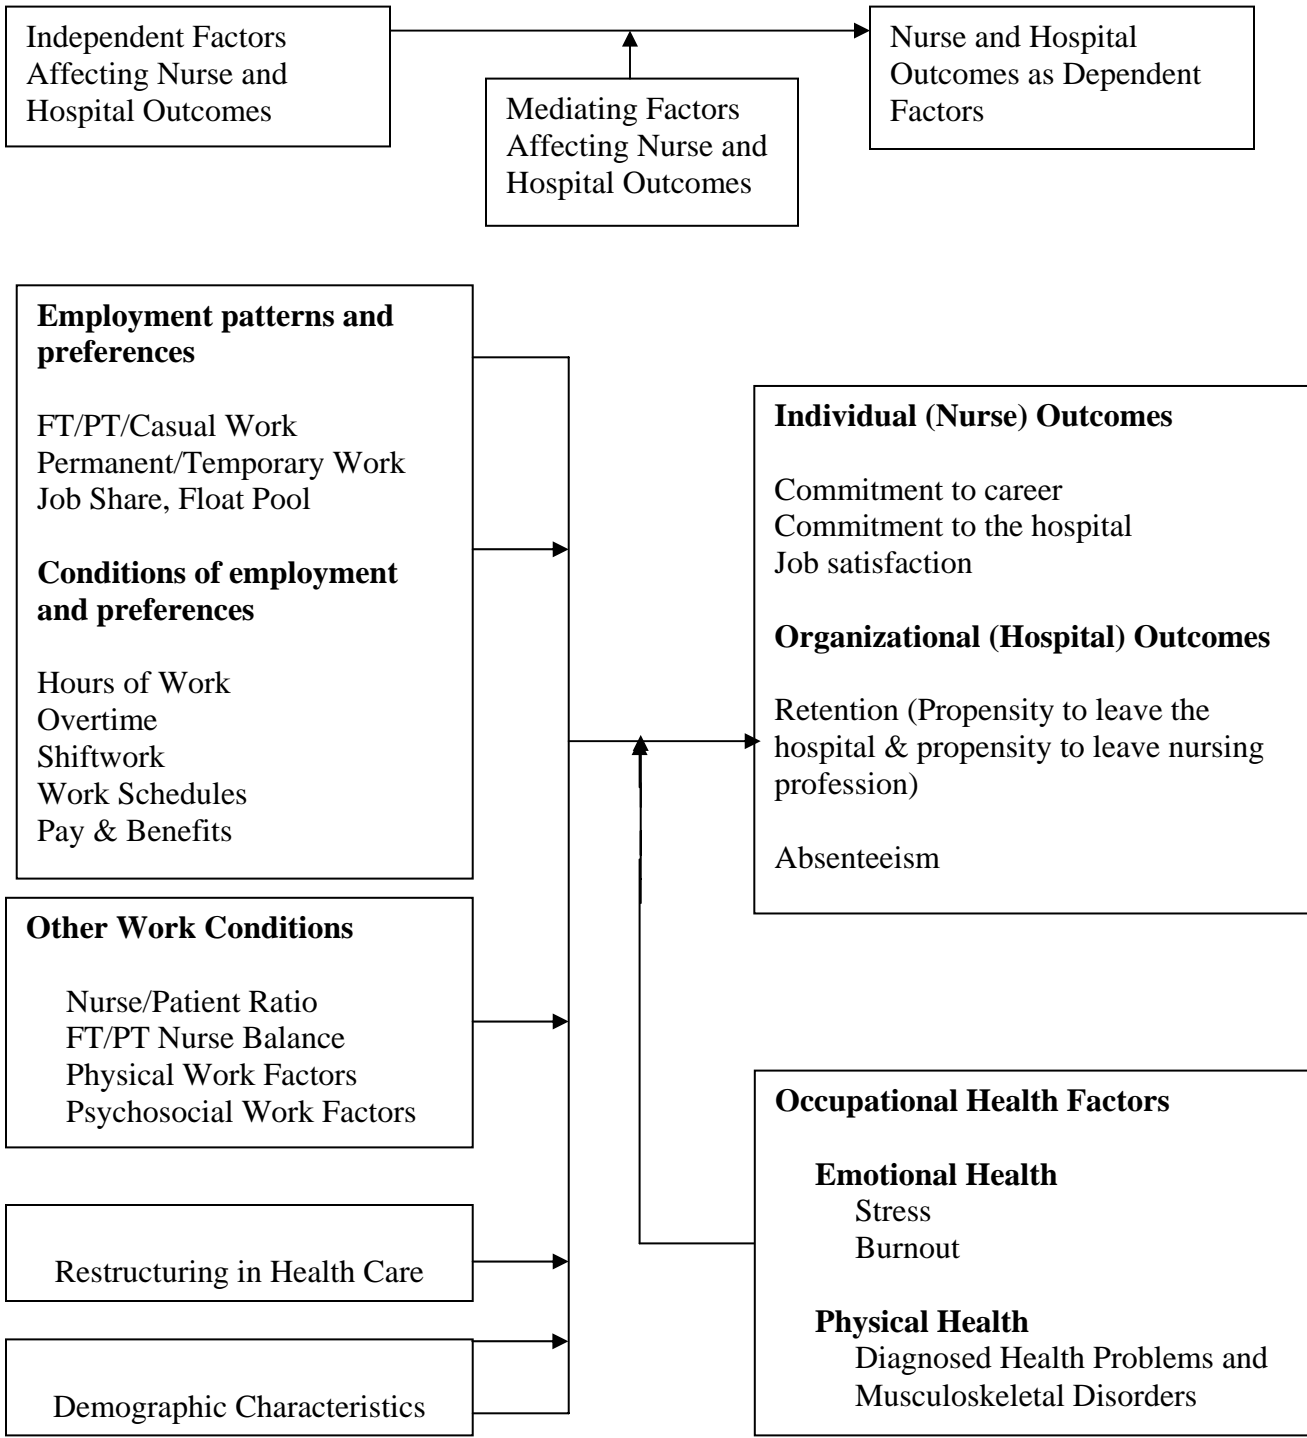 Independent Factors
Affecting Nurse and
Hospital Outcomes
Mediating Factors
Affecting Nurse and
Hospital Outcomes
Nurse and Hospital
Outcomes as Dependent
Factors
Employment patterns and
preferences
FT/PT/Casual Work
Permanent/Temporary Work
Job Share, Float Pool
Conditions of employment
and preferences
Hours of Work
Overtime
Shiftwork
Work Schedules
Pay & Benefits
Other Work Conditions
Nurse/Patient Ratio
FT/PT Nurse Balance
Physical Work Factors
Psychosocial Work Factors
Restructuring in Health Care
Demographic Characteristics
Individual (Nurse) Outcomes
Commitment to career
Commitment to the hospital
Job satisfaction
Organizational (Hospital) Outcomes
Retention (Propensity to leave the
hospital & propensity to leave nursing
profession)
Absenteeism
Occupational Health Factors
Emotional Health
Stress
Burnout
Physical Health
Diagnosed Health Problems and
Musculoskeletal Disorders